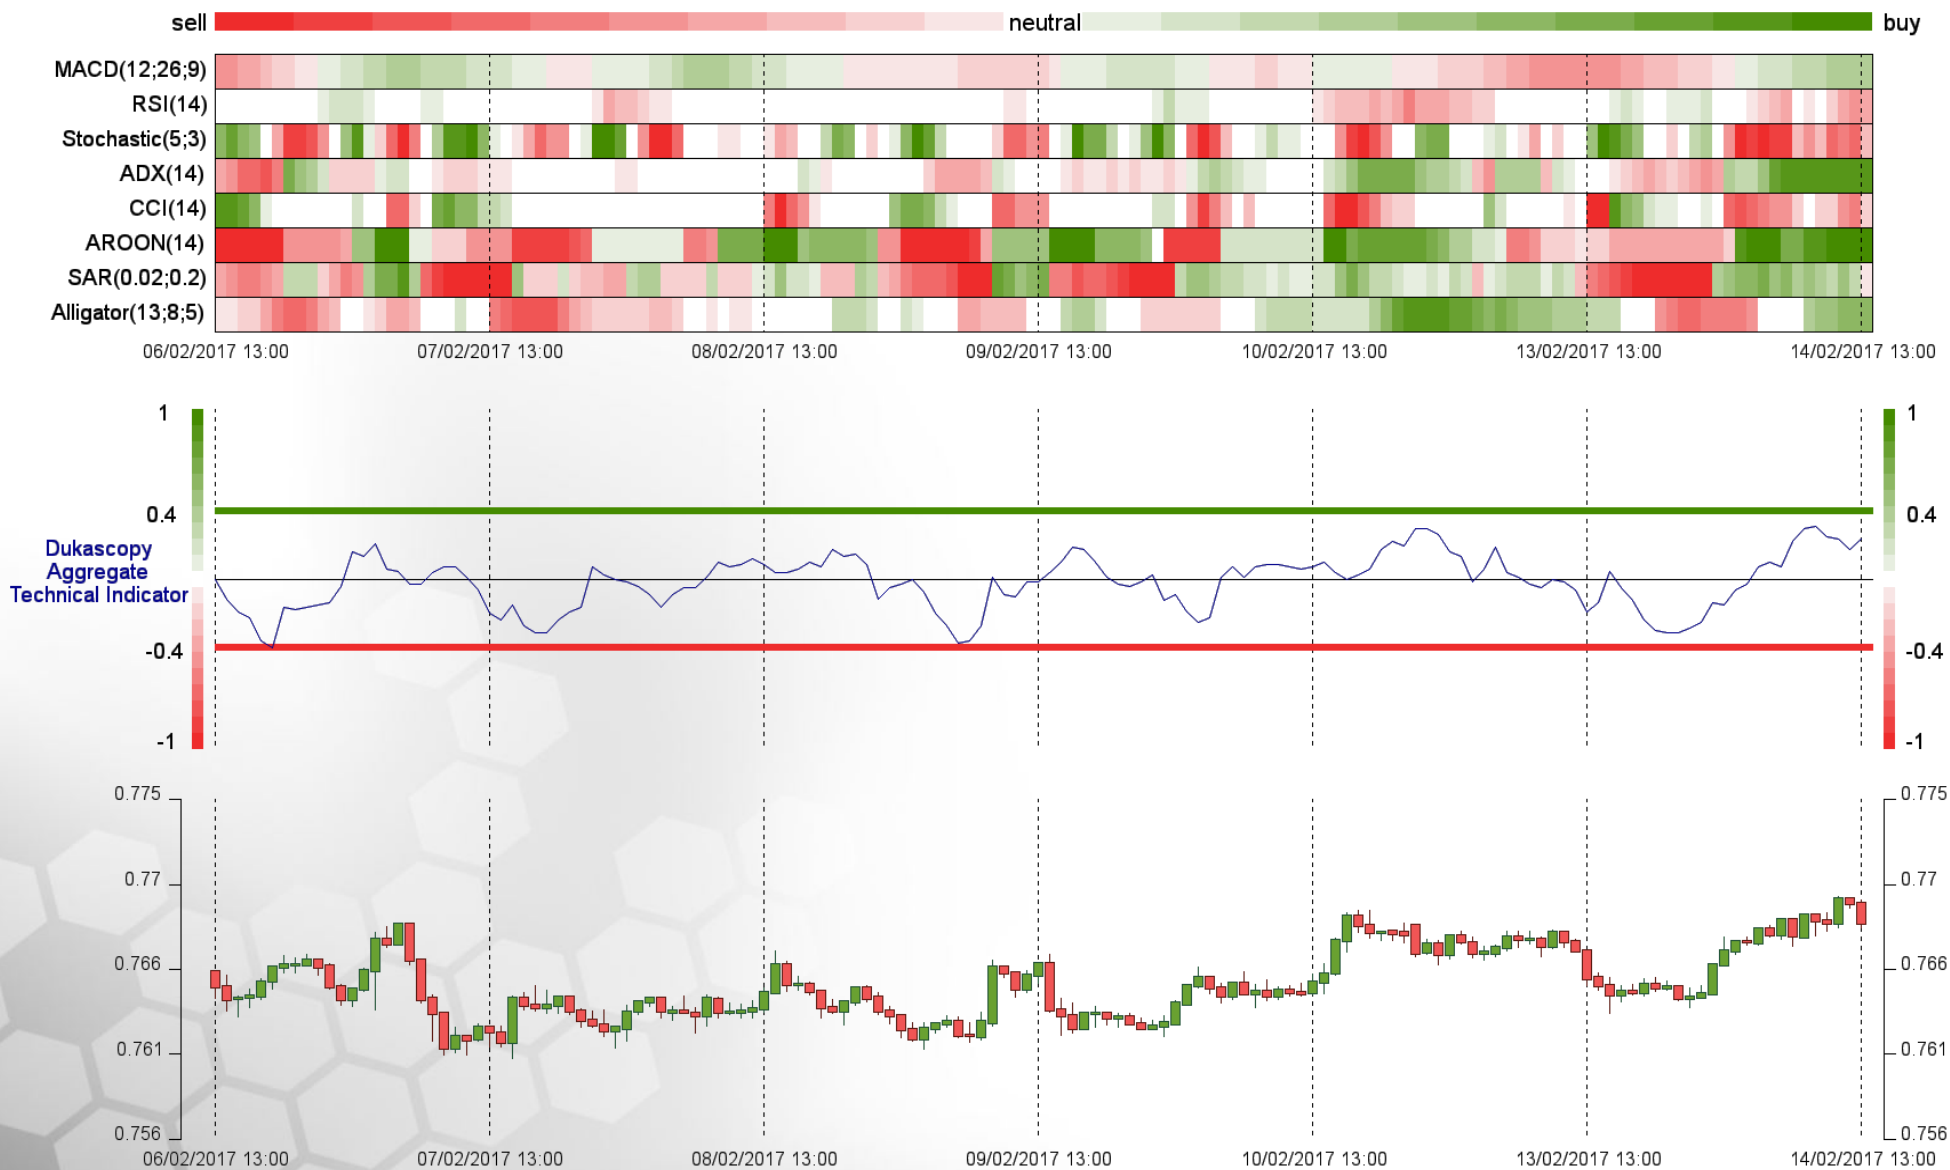 sell neutral buy
MACD(12;26;9)
RSI(14)
Stochastic(5;3)
ADX(14)
CCI(14)
AROON(14)
SAR(0.02;0.2)
Alligator(13;8;5)
06/02/2017 13:00 07/02/2017 13:00 08/02/2017 13:00 09/02/2017 13:00 10/02/2017 13:00 13/02/2017 13:00 14/02/2017 13:00
1 1
0.4 0.4
Dukascopy
Aggregate
Technical Indicator
-0.4 -0.4
-1 -1
0.775 0.775
0.77 0.77
0.766 0.766
0.761 0.761
0.756 0.756
06/02/2017 13:00 07/02/2017 13:00 08/02/2017 13:00 09/02/2017 13:00 10/02/2017 13:00 13/02/2017 13:00 14/02/2017 13:00